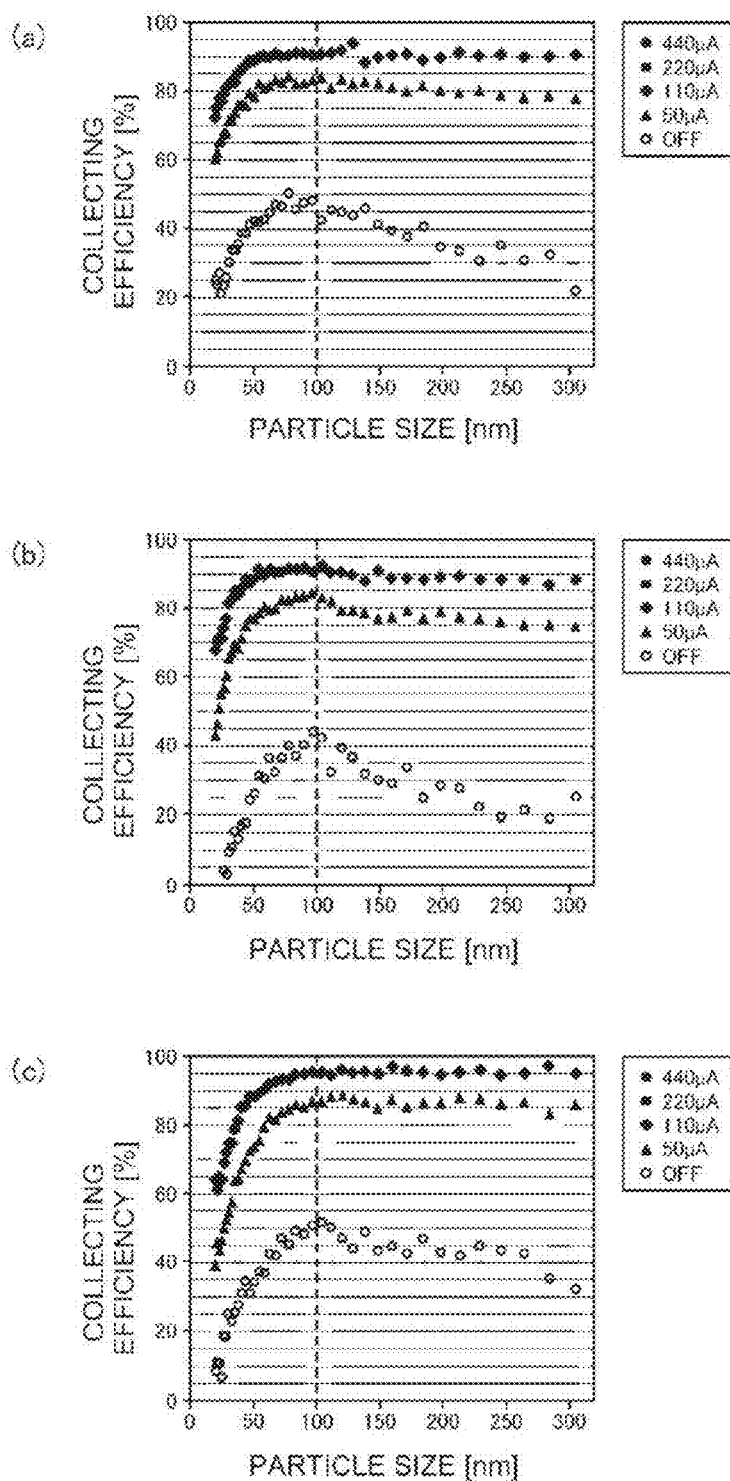 (a)
100
80
60
40
20
0
COLLECTING
EFFICIENCY [%]
0 50 100 150 200 250 300
PARTICLE SIZE [nm]
440μA
220μA
110μA
50μA
OFF
(b)
100
80
60
40
20
0
COLLECTING
EFFICIENCY [%]
0 50 100 150 200 250 300
PARTICLE SIZE [nm]
440μA
220μA
110μA
50μA
OFF
(c)
100
80
60
40
20
0
COLLECTING
EFFICIENCY [%]
0 50 100 150 200 250 300
PARTICLE SIZE [nm]
440μA
220μA
110μA
50μA
OFF